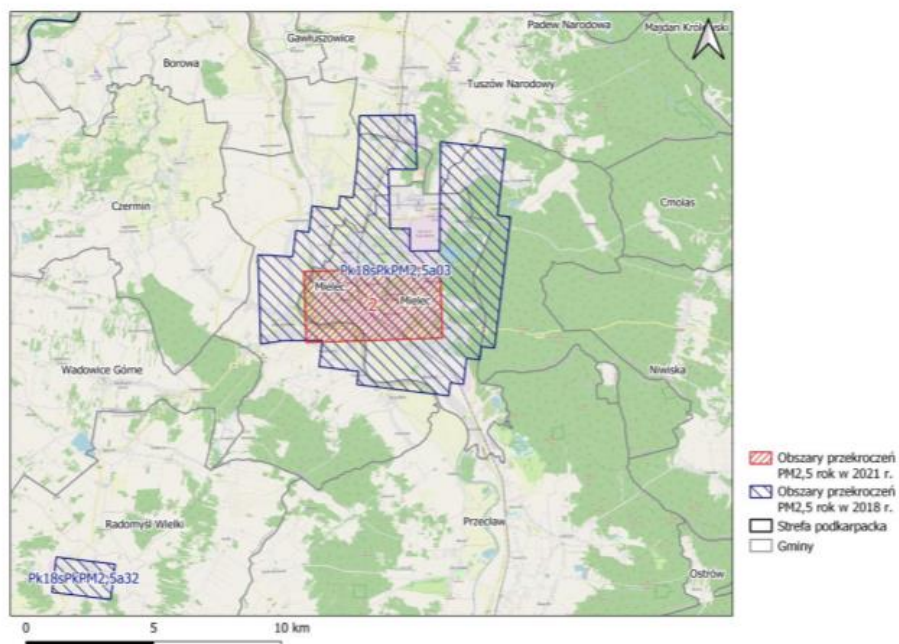 Padew Narodowa
Majdan Królewski
Gawłuszowice
Borowa
Tuszów Narodowy
Czermin
Cmolas
Pk18sPkPM2,5a03
Mielec
2
Mielec
Wadowice Górne
Niwiska
Radomyśl Wielki
Przecław
Pk18sPkPM2,5a32
Ostrów
Obszary przekroczeń
PM2,5 rok w 2021 r.
Obszary przekroczeń
PM2,5 rok w 2018 r.
Strefa podkarpacka
Gminy
0 5 10 km